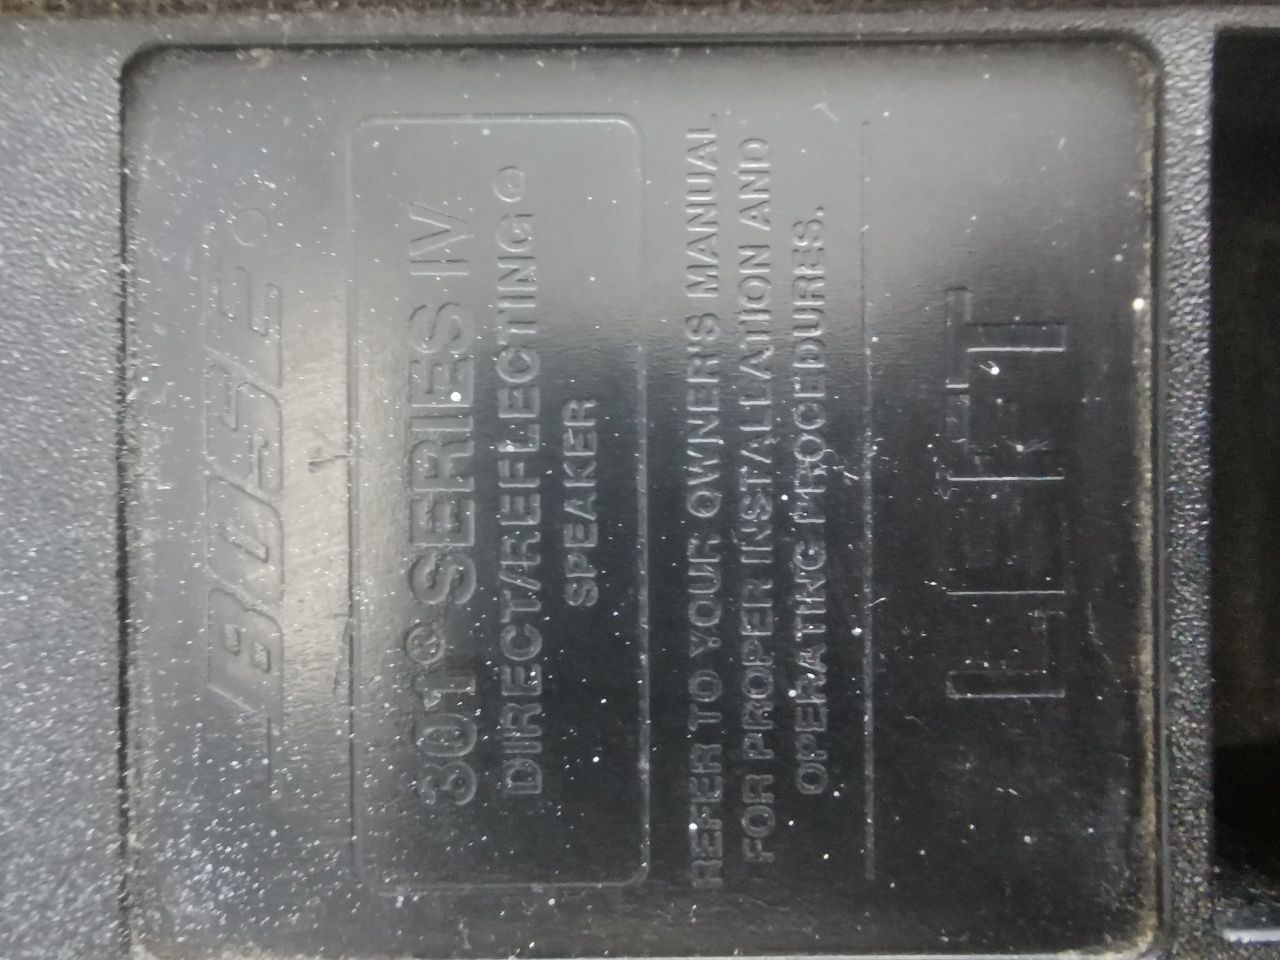 BOSE®
301® SERIES IV
DIRECT/REFLECTING®
SPEAKER
REFER TO YOUR OWNER'S MANUAL
FOR PROPER INSTALLATION AND
OPERATING PROCEDURES.
LEFT